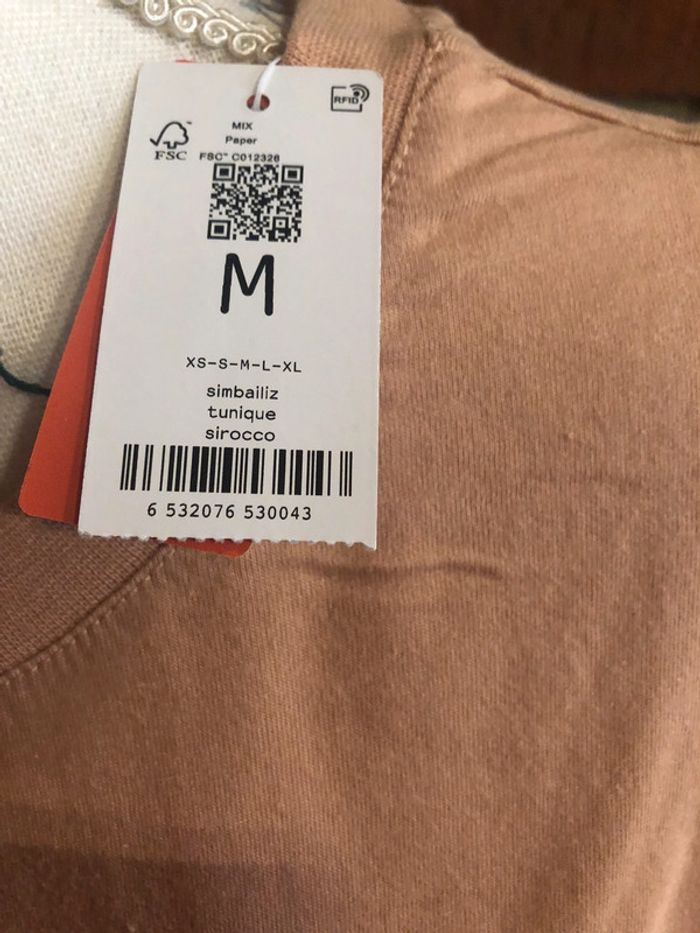 RFID
MIX
Paper
FSC FSC™ C012326
M
XS-S-M-L-XL
simbailiz
tunique
sirocco
6 532076 530043